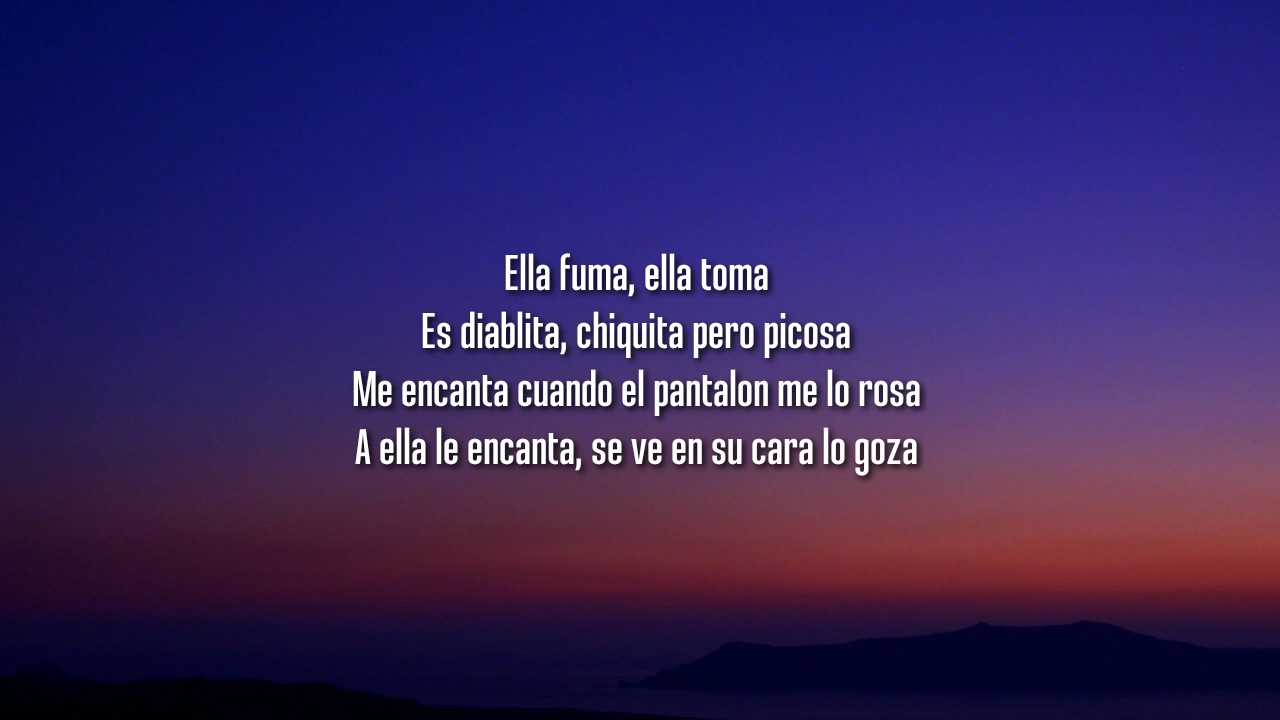 Ella fuma, ella toma
Es diablita, chiquita pero picosa
Me encanta cuando el pantalon me lo rosa
A ella le encanta, se ve en su cara lo goza